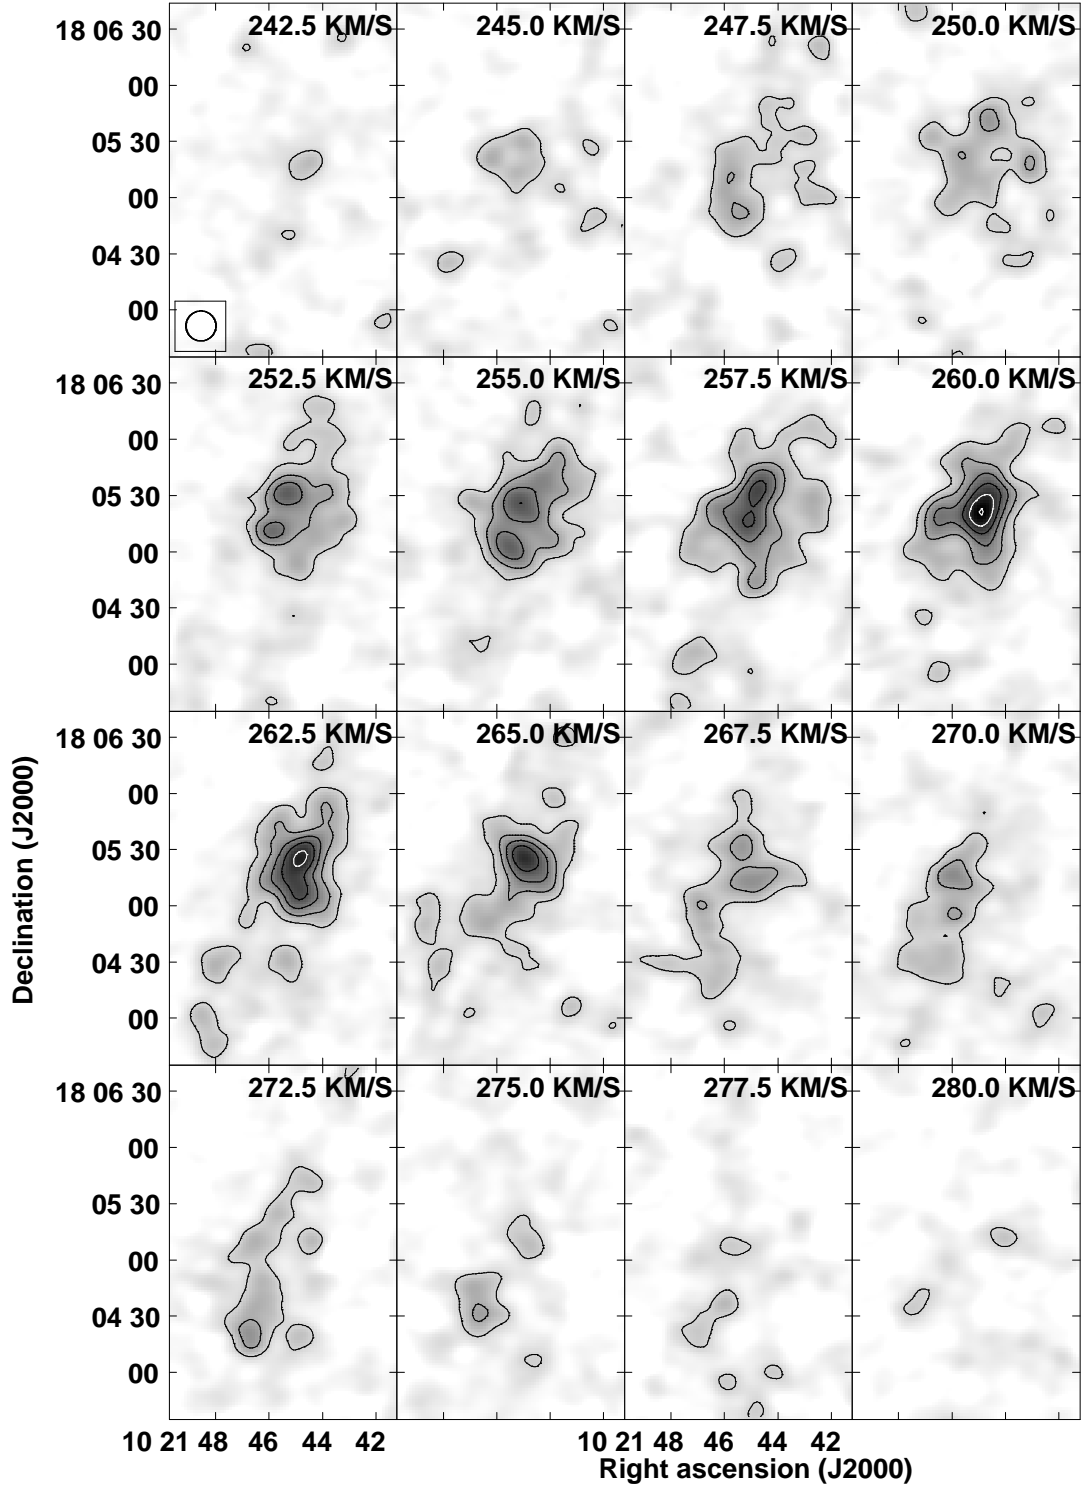 242.5 KM/S 245.0 KM/S 247.5 KM/S 250.0 KM/S
18 06 30
00
05 30
00
04 30
00
252.5 KM/S 255.0 KM/S 257.5 KM/S 260.0 KM/S
18 06 30
00
05 30
00
04 30
00
262.5 KM/S 265.0 KM/S 267.5 KM/S 270.0 KM/S
18 06 30
00
05 30
00
04 30
00
Declination (J2000)
272.5 KM/S 275.0 KM/S 277.5 KM/S 280.0 KM/S
18 06 30
00
05 30
00
04 30
00
10 21 48 46 44 42 10 21 48 46 44 42
Right ascension (J2000)